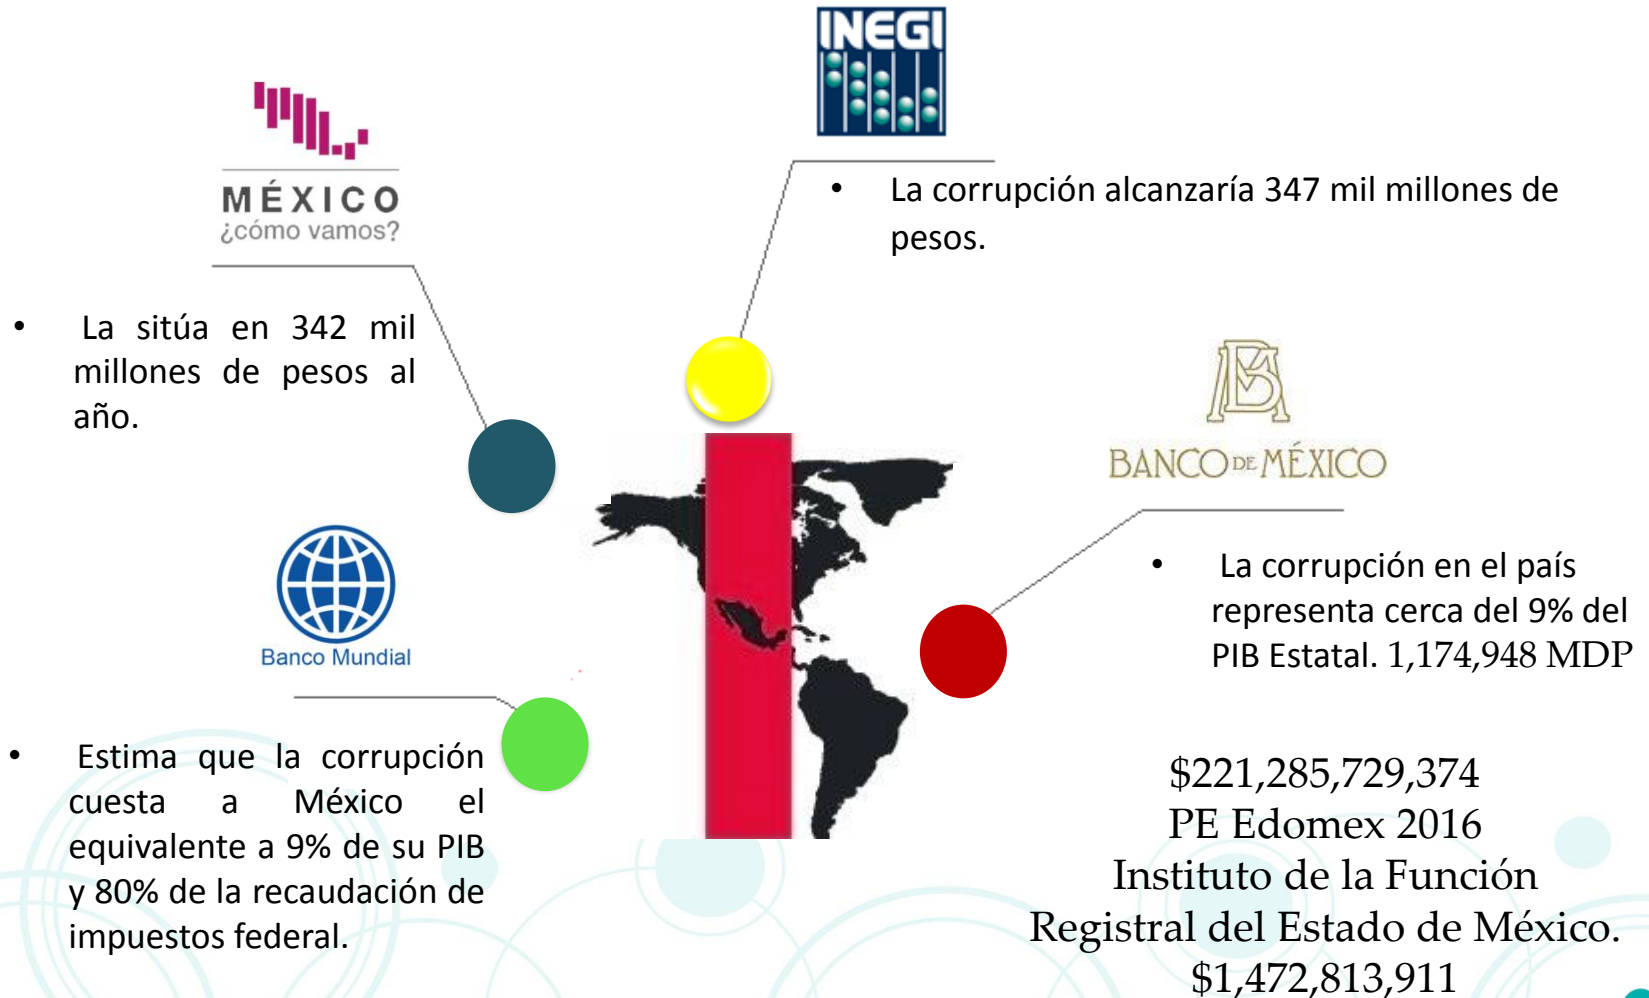 INEGI
• La corrupción alcanzaría 347 mil millones de
pesos.
MÉXICO
¿cómo vamos?
• La sitúa en 342 mil
millones de pesos al
año.
BANCO DE MÉXICO
• La corrupción en el país
representa cerca del 9% del
PIB Estatal. 1,174,948 MDP
Banco Mundial
• Estima que la corrupción
cuesta a México el
equivalente a 9% de su PIB
y 80% de la recaudación de
impuestos federal.
$221,285,729,374
PE Edomex 2016
Instituto de la Función
Registral del Estado de México.
$1,472,813,911